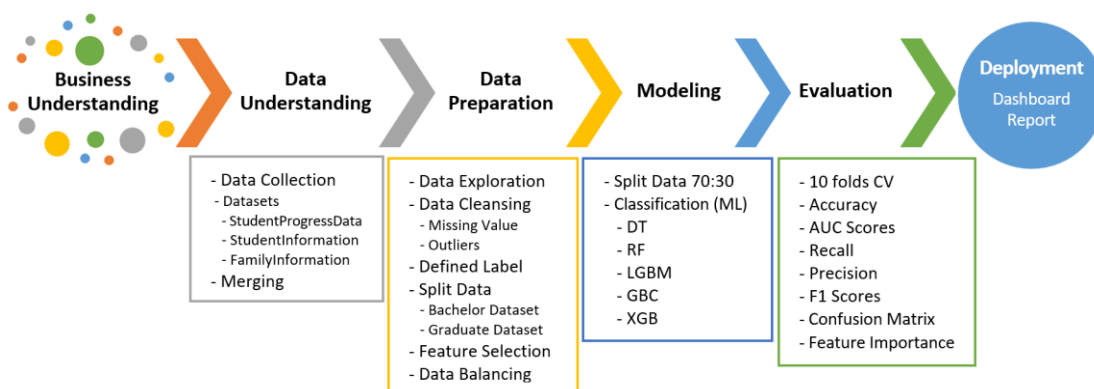 Business
Understanding
Data
Understanding
Data
Preparation
Modeling
Evaluation
Deployment
Dashboard
Report
- Data Collection
- Datasets
- StudentProgressData
- StudentInformation
- FamilyInformation
- Merging
- Data Exploration
- Data Cleansing
- Missing Value
- Outliers
- Defined Label
- Split Data
- Bachelor Dataset
- Graduate Dataset
- Feature Selection
- Data Balancing
- Split Data 70:30
- Classification (ML)
- DT
- RF
- LGBM
- GBC
- XGB
- 10 folds CV
- Accuracy
- AUC Scores
- Recall
- Precision
- F1 Scores
- Confusion Matrix
- Feature Importance